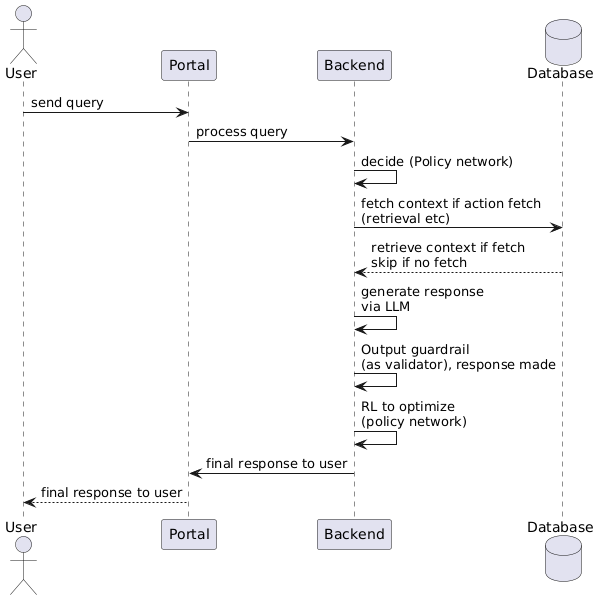 User
Portal
Backend
Database
send query
process query
decide (Policy network)
fetch context if action fetch
(retrieval etc)
retrieve context if fetch
skip if no fetch
generate response
via LLM
Output guardrail
(as validator), response made
RL to optimize
(policy network)
final response to user
final response to user
User
Portal
Backend
Database